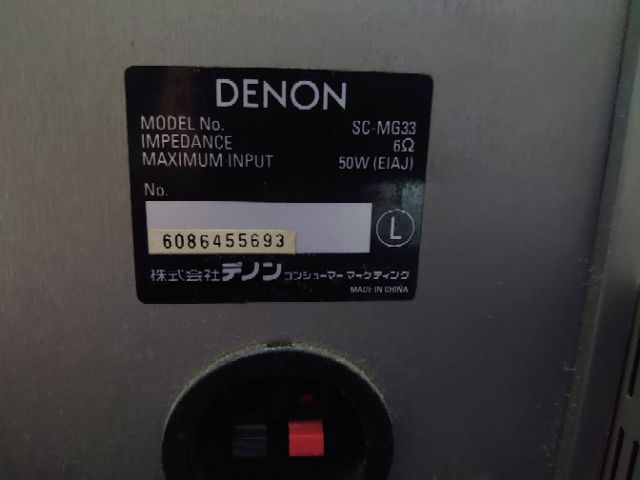 DENON
MODEL No. SC-MG33
IMPEDANCE 6Ω
MAXIMUM INPUT 50W (EIAJ)
No.
6086455693
L
株式会社デノン コンシューマー マーケティング
MADE IN CHINA